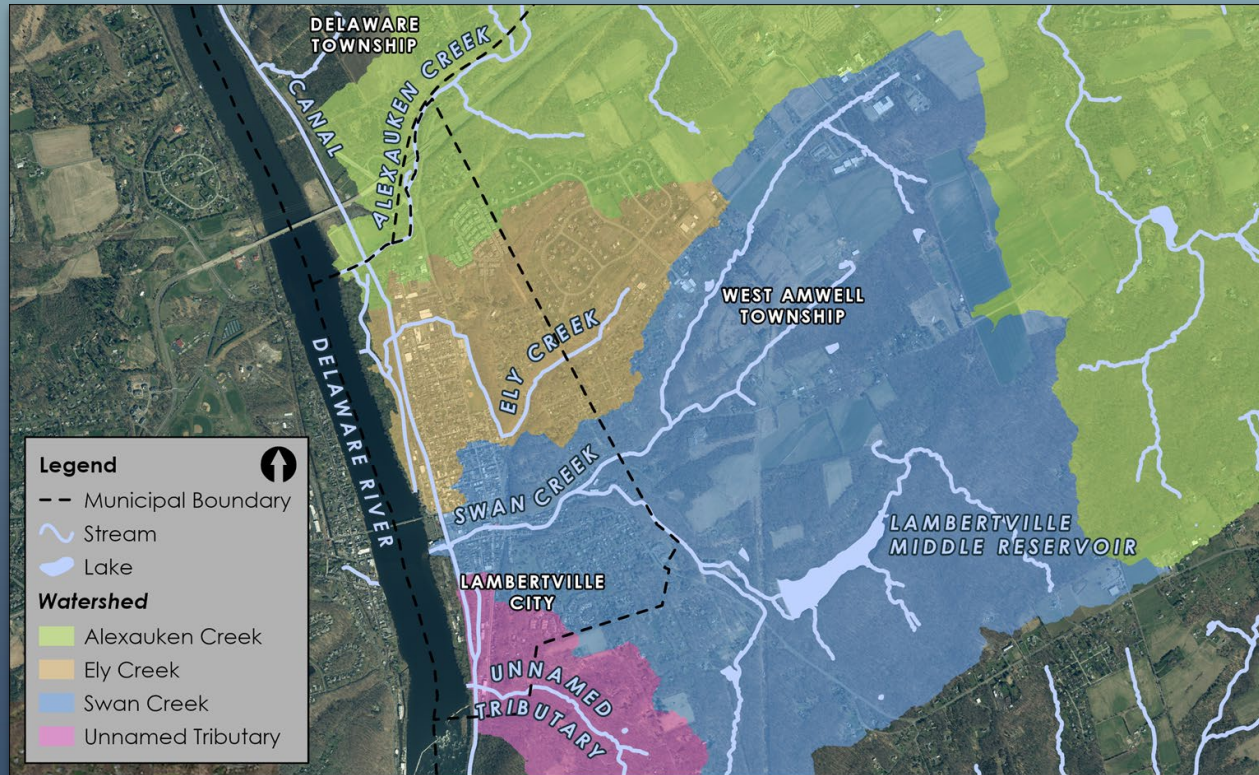 DELAWARE
TOWNSHIP
CANAL
ALEXAUKEN CREEK
WEST AMWELL
TOWNSHIP
ELY CREEK
DELAWARE RIVER
SWAN CREEK
LAMBERTVILLE
MIDDLE RESERVOIR
LAMBERTVILLE
CITY
UNNAMED
TRIBUTARY
Legend
Municipal Boundary
Stream
Lake
Watershed
Alexauken Creek
Ely Creek
Swan Creek
Unnamed Tributary